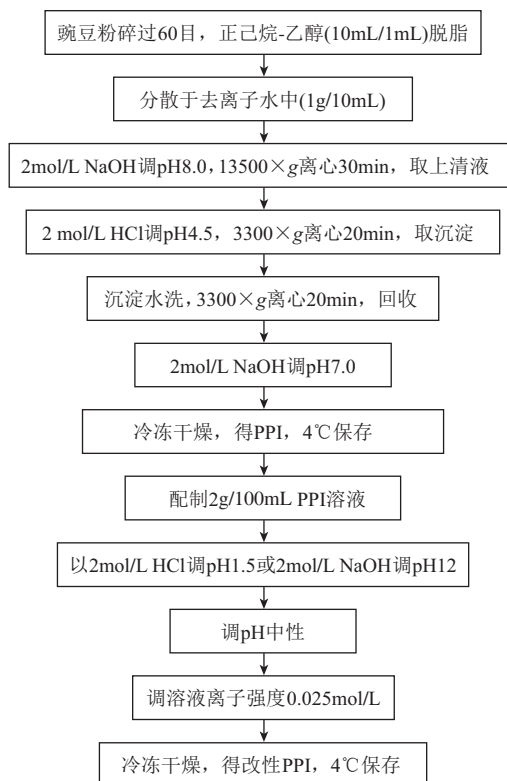 豌豆粉碎过60目，正己烷-乙醇(10mL/1mL)脱脂
分散于去离子水中(1g/10mL)
2mol/L NaOH调pH8.0，13500×g离心30min，取上清液
2 mol/L HCl调pH4.5，3300×g离心20min，取沉淀
沉淀水洗，3300×g离心20min，回收
2mol/L NaOH调pH7.0
冷冻干燥，得PPI，4℃保存
配制2g/100mL PPI溶液
以2mol/L HCl调pH1.5或2mol/L NaOH调pH12
调pH中性
调溶液离子强度0.025mol/L
冷冻干燥，得改性PPI，4℃保存